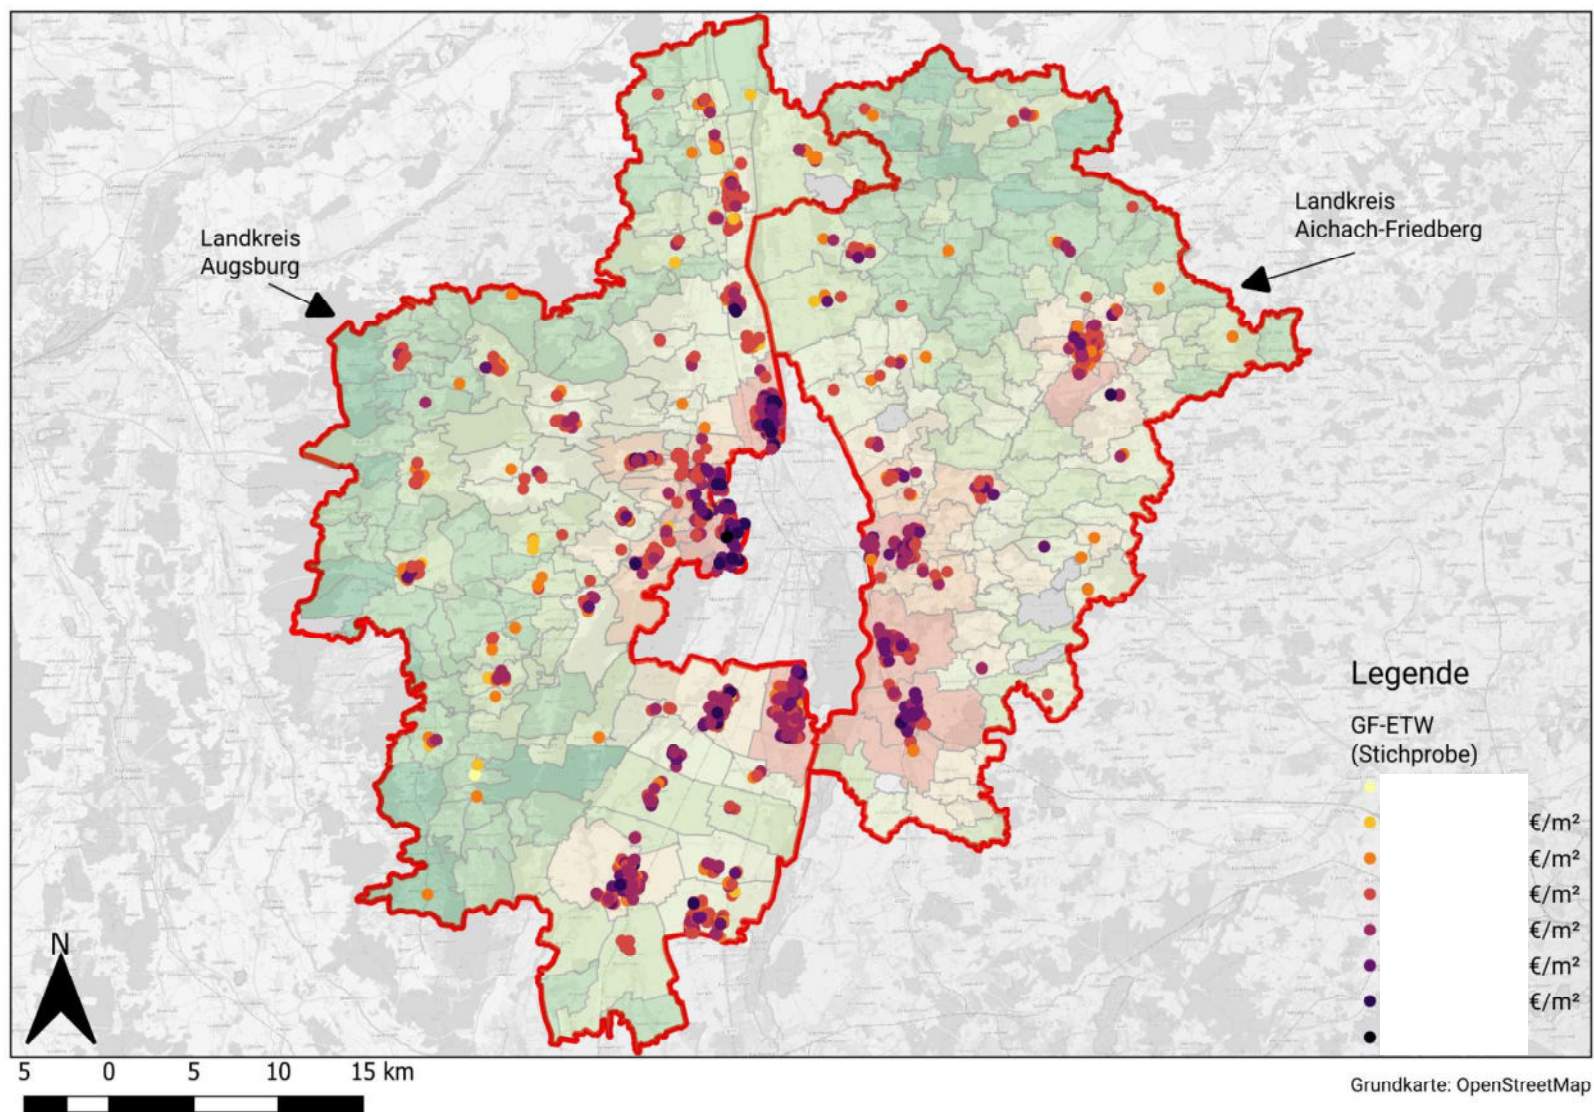 Landkreis
Augsburg
Landkreis
Aichach-Friedberg
Legende
GF-ETW
(Stichprobe)
€/m²
€/m²
€/m²
€/m²
€/m²
€/m²
N
5 0 5 10 15 km
Grundkarte: OpenStreetMap